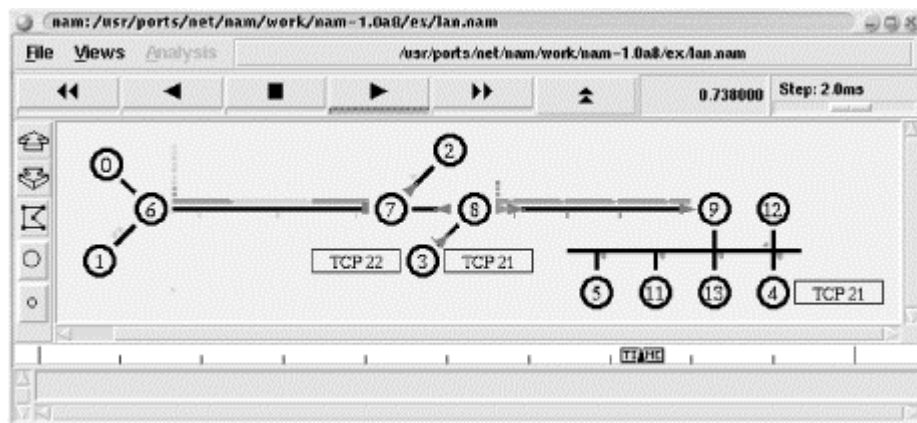 nam:/usr/ports/net/nam/work/nam-1.0a8/ex/lan.nam
File Views Analysis /usr/ports/net/nam/work/nam-1.0a8/ex/lan.nam
0.738000 Step: 2.0ms
0 2
6 7 8 9 12
1 TCP 22 3 TCP 21
5 11 13 4 TCP 21
TIME